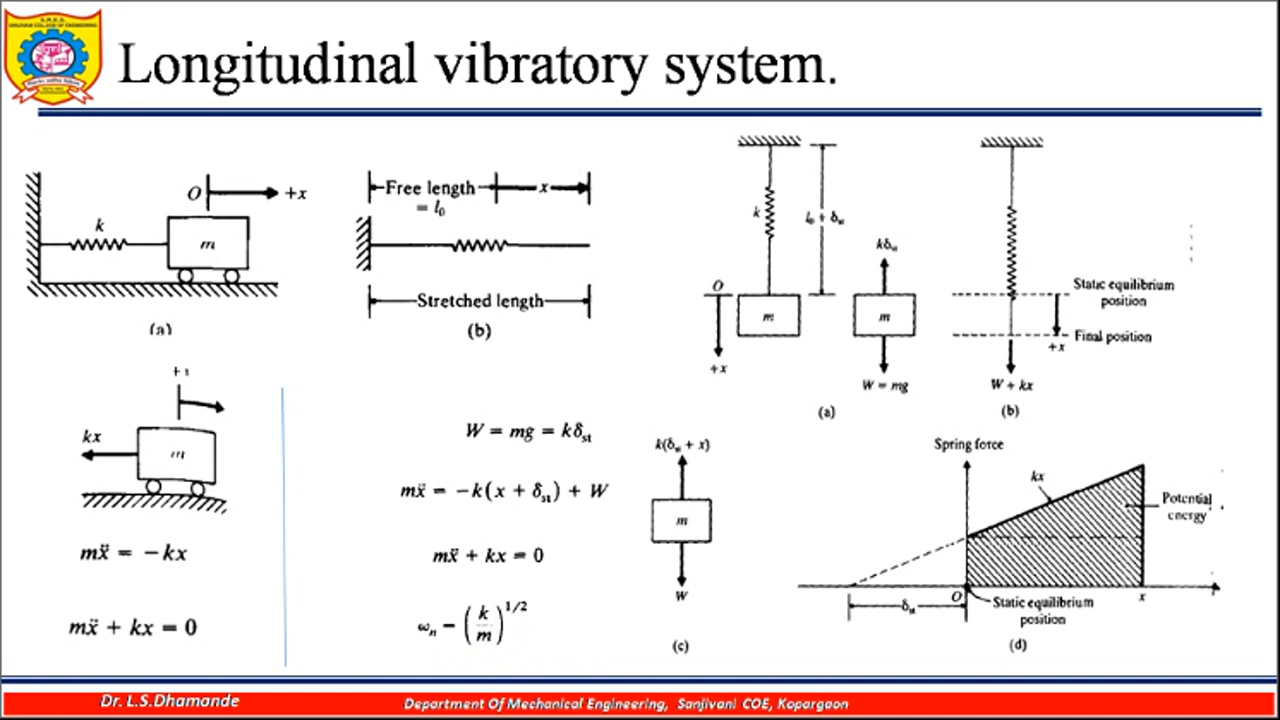 Longitudinal vibratory system.
O
+x
k
m
(a)
Free length
= l₀
x
Stretched length
(b)
k
l₀ + δst
O
m
+x
kδst
m
W = mg
(a)
Static equilibrium
position
Final position
+x
W + kx
(b)
kx
m
mẍ = −kx
mẍ + kx = 0
W = mg = kδst
mẍ = −k(x + δst) + W
mẍ + kx = 0
ωn = (k/m)^1/2
k(δst + x)
m
W
(c)
Spring force
kx
Potential
energy
δst
O
x
Static equilibrium
position
(d)
Dr. L.S.Dhamande
Department Of Mechanical Engineering, Sanjivani COE, Kopargaon